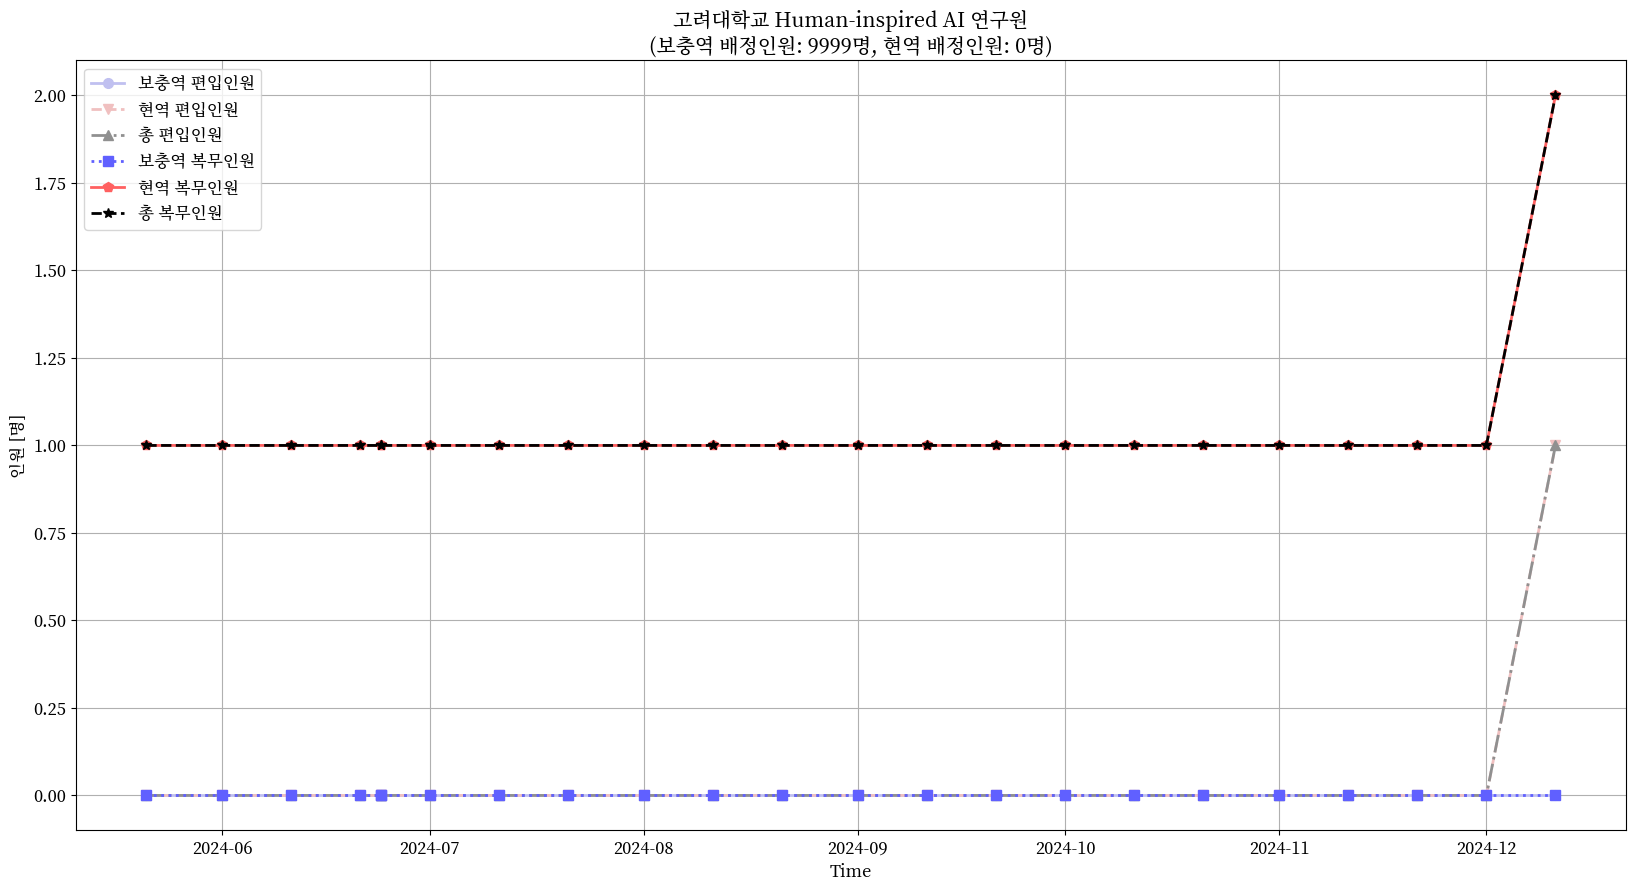 고려대학교 Human-inspired AI 연구원
(보충역 배정인원: 9999명, 현역 배정인원: 0명)
보충역 편입인원
현역 편입인원
총 편입인원
보충역 복무인원
현역 복무인원
총 복무인원
인원 [명]
2.00
1.75
1.50
1.25
1.00
0.75
0.50
0.25
0.00
2024-06
2024-07
2024-08
2024-09
2024-10
2024-11
2024-12
Time